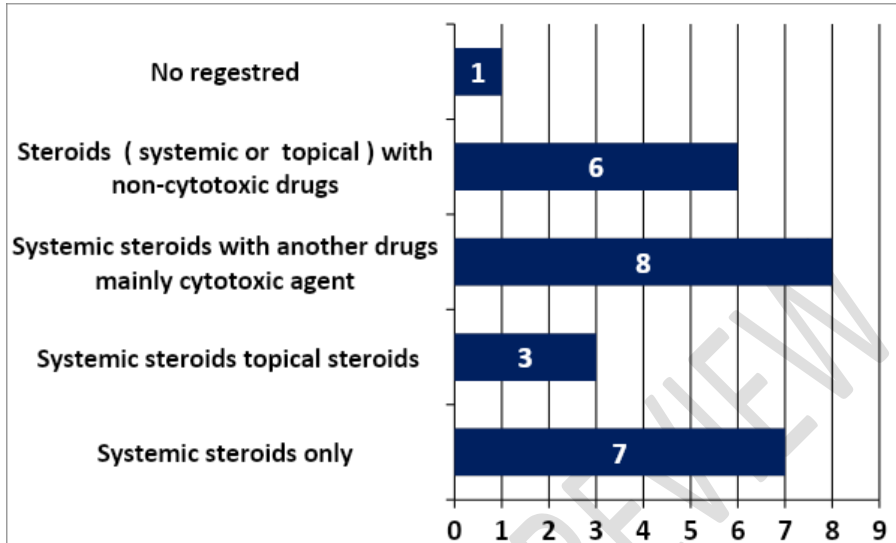 No regestred
1
Steroids ( systemic or topical ) with
non-cytotoxic drugs
6
Systemic steroids with another drugs
mainly cytotoxic agent
8
Systemic steroids topical steroids
3
Systemic steroids only
7
0 1 2 3 4 5 6 7 8 9
REVIEW